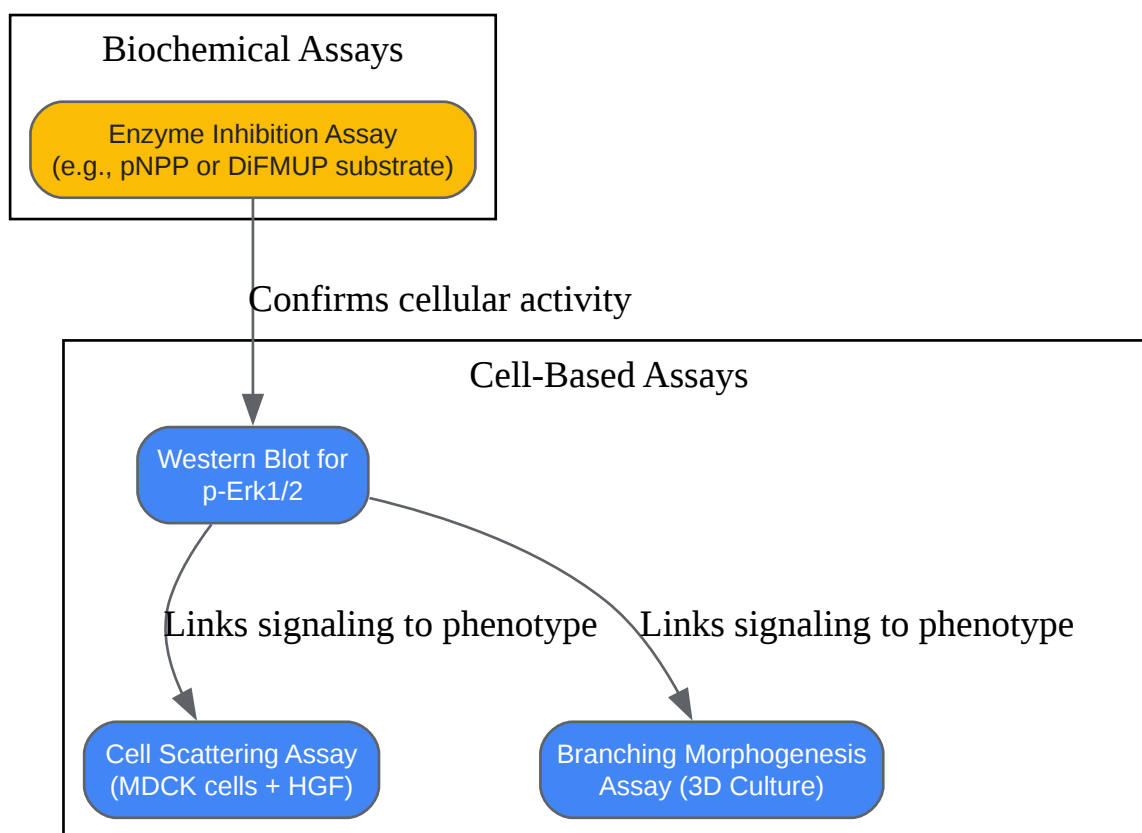 Biochemical Assays
Enzyme Inhibition Assay
(e.g., pNPP or DiFMUP substrate)
Confirms cellular activity
Cell-Based Assays
Western Blot for
p-Erk1/2
Links signaling to phenotype
Links signaling to phenotype
Cell Scattering Assay
(MDCK cells + HGF)
Branching Morphogenesis
Assay (3D Culture)